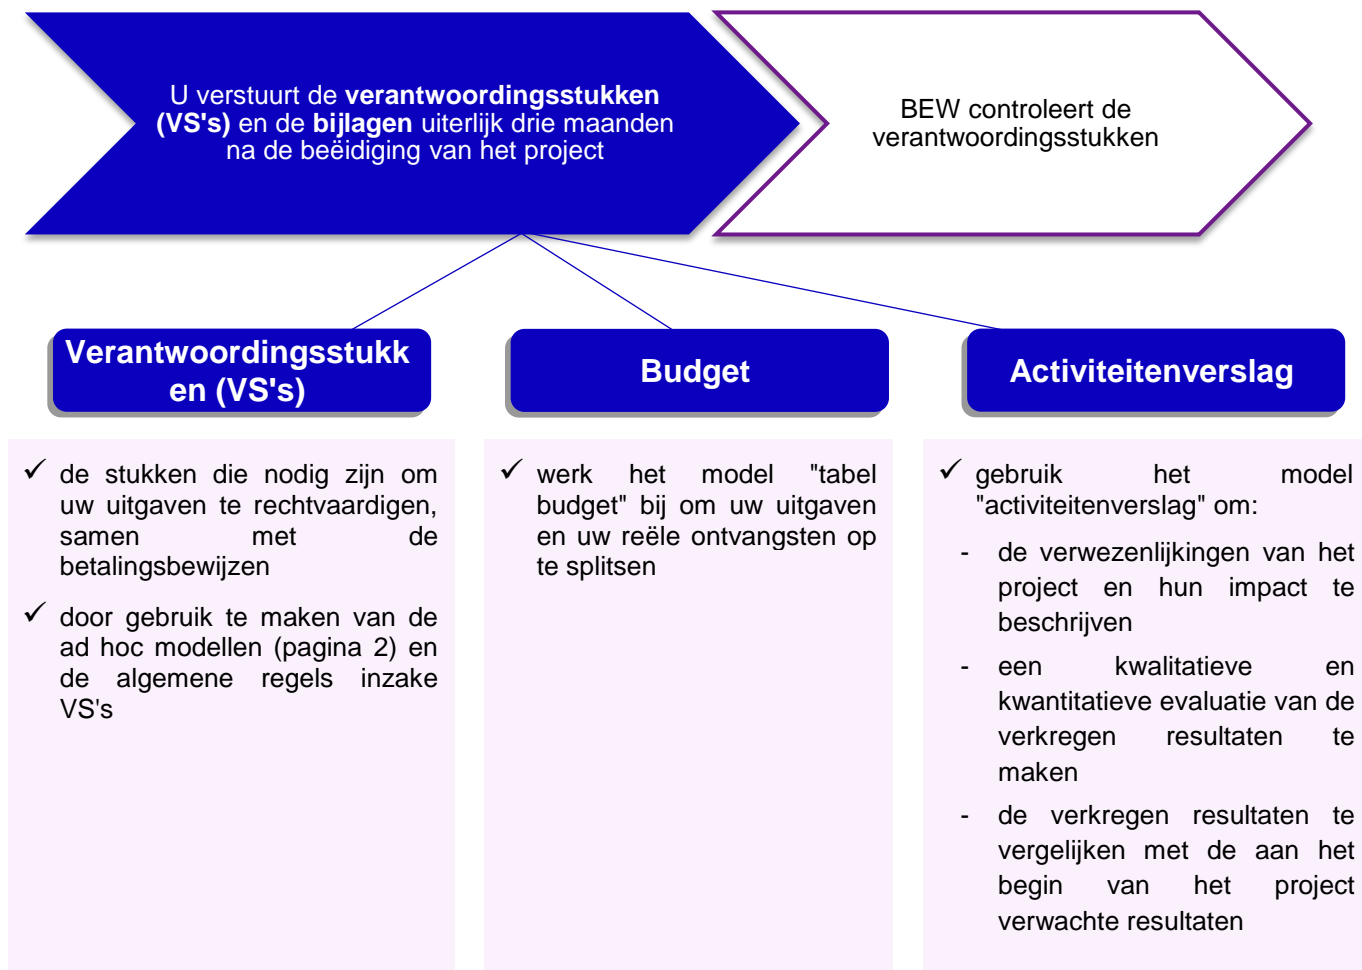 U verstuurt de verantwoordingsstukken
(VS's) en de bijlagen uiterlijk drie maanden
na de beëidiging van het project
BEW controleert de
verantwoordingsstukken
Verantwoordingsstukk
en (VS's)
✓ de stukken die nodig zijn om
uw uitgaven te rechtvaardigen,
samen met de
betalingsbewijzen
✓ door gebruik te maken van de
ad hoc modellen (pagina 2) en
de algemene regels inzake
VS's
Budget
✓ werk het model "tabel
budget" bij om uw uitgaven
en uw reële ontvangsten op
te splitsen
Activiteitenverslag
✓ gebruik het model
"activiteitenverslag" om:
- de verwezenlijkingen van het
project en hun impact te
beschrijven
- een kwalitatieve en
kwantitatieve evaluatie van de
verkregen resultaten te
maken
- de verkregen resultaten te
vergelijken met de aan het
begin van het project
verwachte resultaten